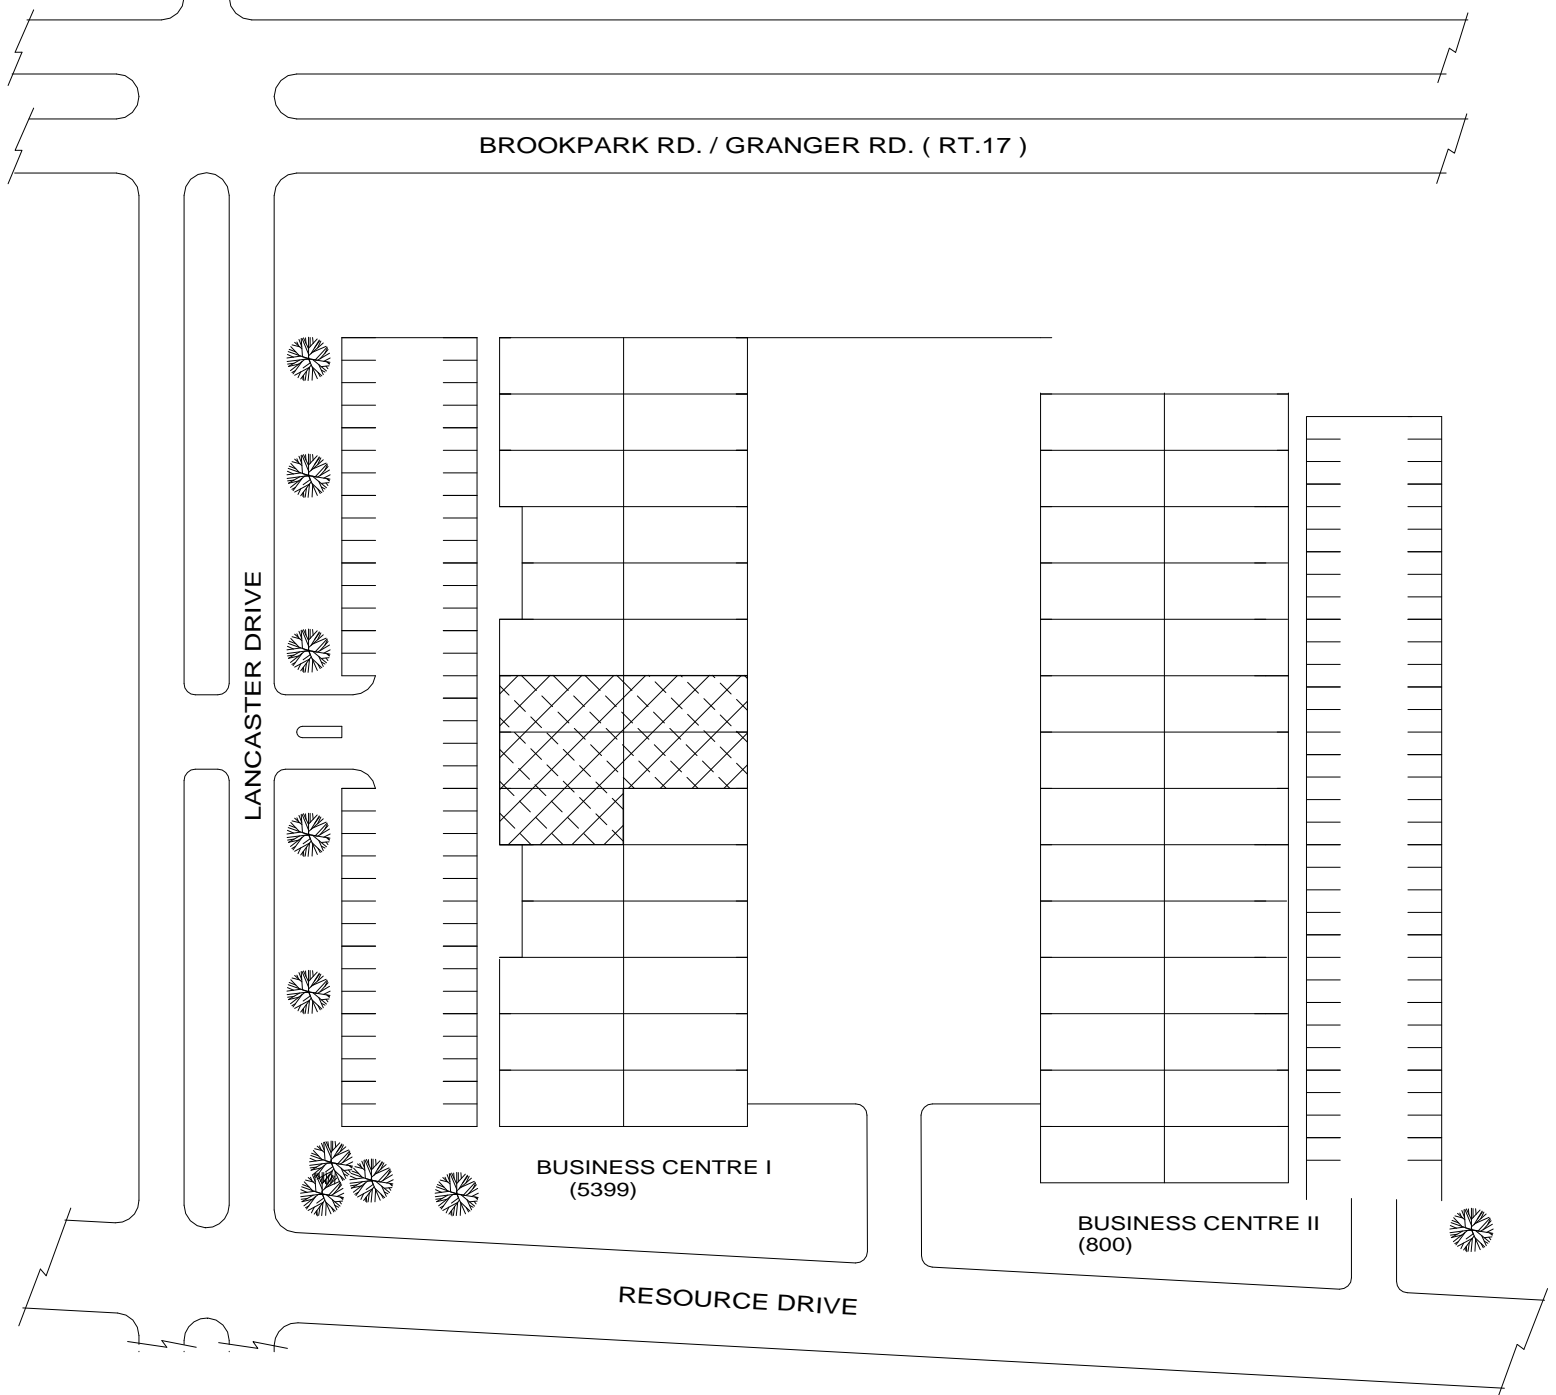 BROOKPARK RD. / GRANGER RD. ( RT.17 )
LANCASTER DRIVE
BUSINESS CENTRE I
(5399)
BUSINESS CENTRE II
(800)
RESOURCE DRIVE